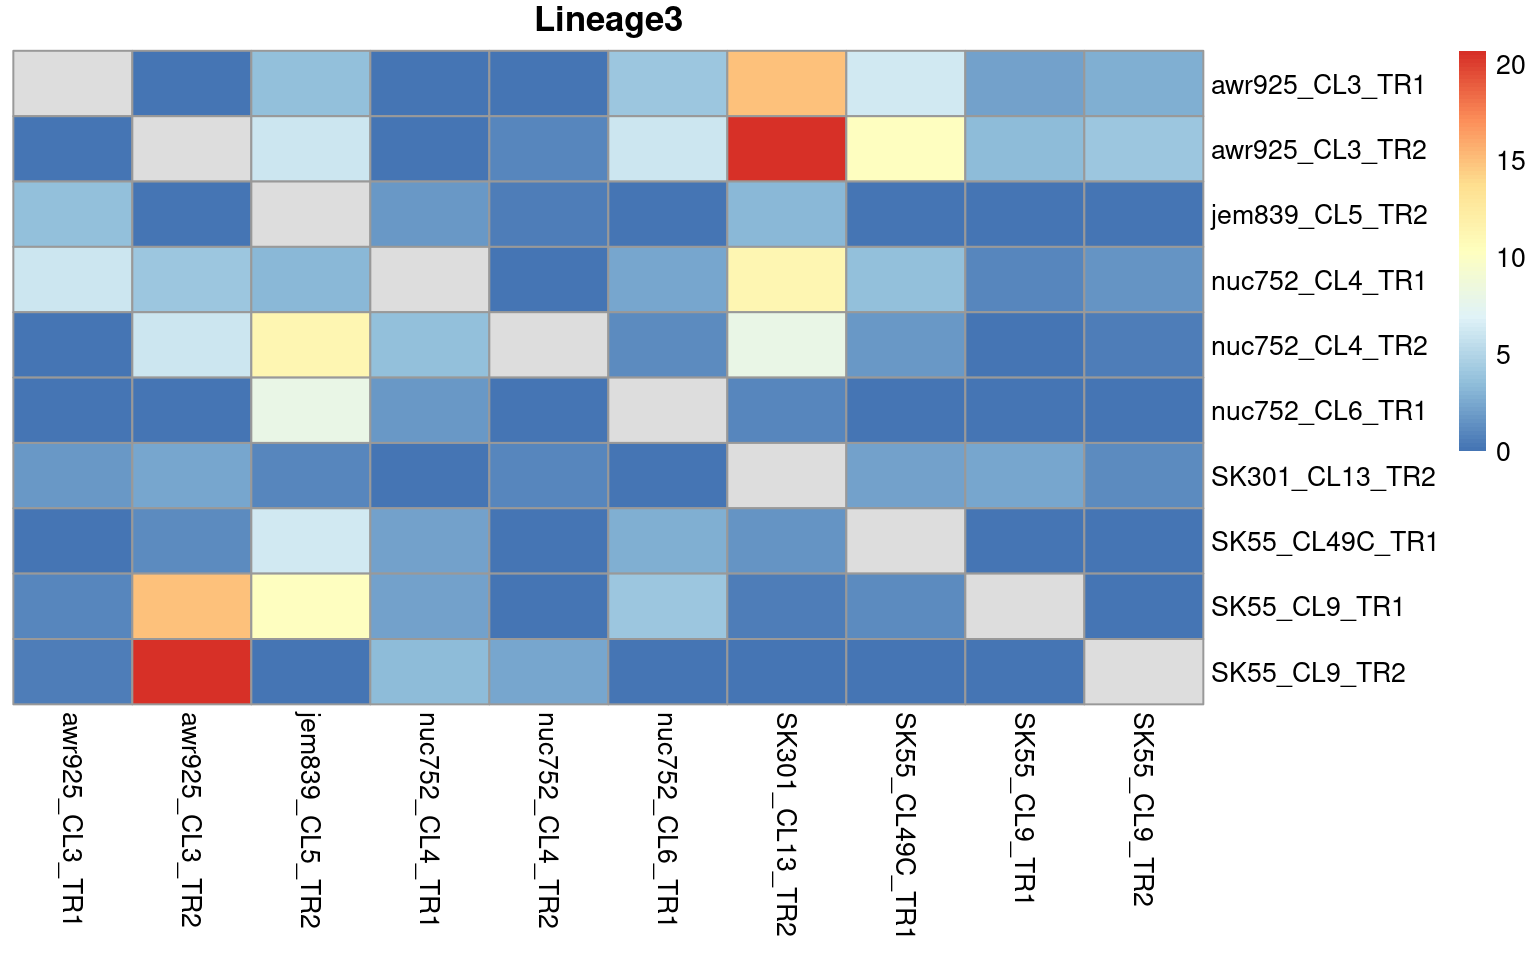 Lineage3
awr925_CL3_TR1
awr925_CL3_TR2
jem839_CL5_TR2
nuc752_CL4_TR1
nuc752_CL4_TR2
nuc752_CL6_TR1
SK301_CL13_TR2
SK55_CL49C_TR1
SK55_CL9_TR1
SK55_CL9_TR2
20
15
10
5
0
awr925_CL3_TR1
awr925_CL3_TR2
jem839_CL5_TR2
nuc752_CL4_TR1
nuc752_CL4_TR2
nuc752_CL6_TR1
SK301_CL13_TR2
SK55_CL49C_TR1
SK55_CL9_TR1
SK55_CL9_TR2